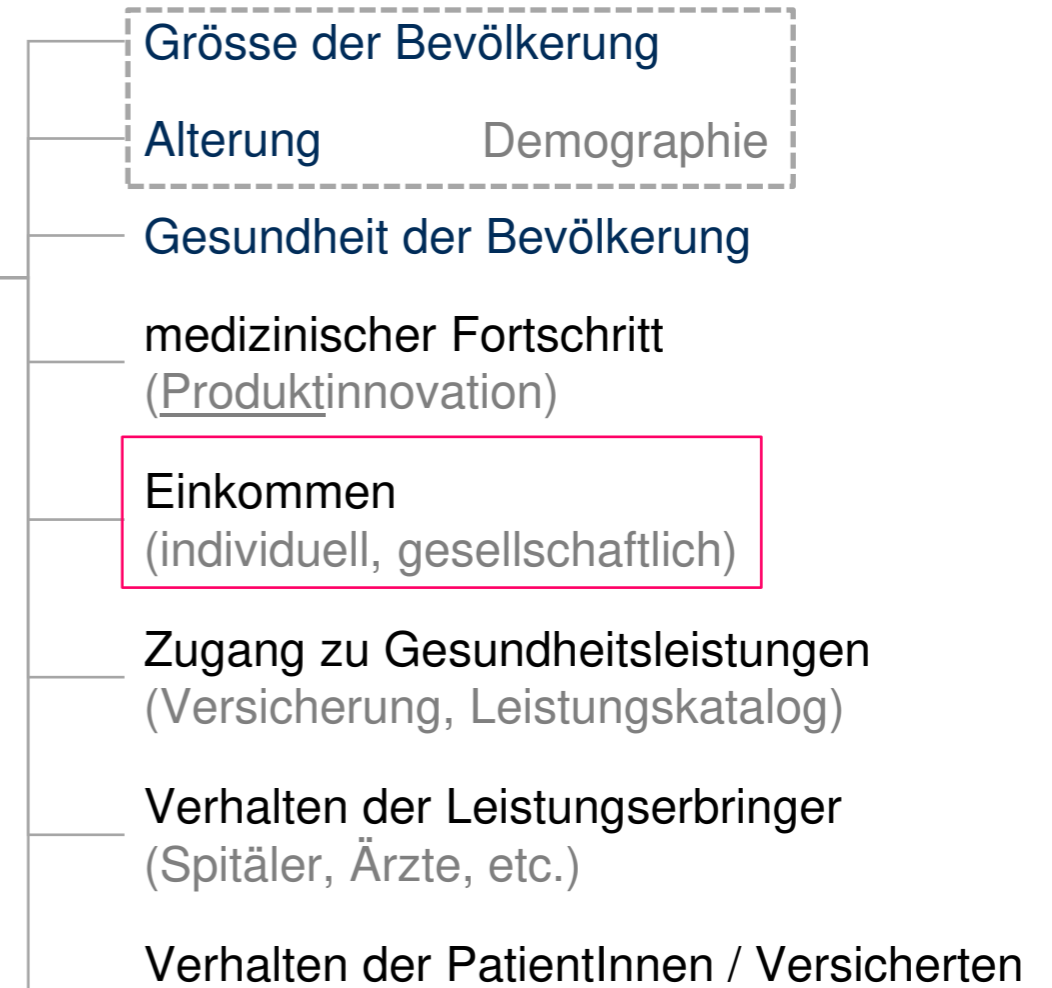 Grösse der Bevölkerung
Alterung Demographie
Gesundheit der Bevölkerung
medizinischer Fortschritt
(Produktinnovation)
Einkommen
(individuell, gesellschaftlich)
Zugang zu Gesundheitsleistungen
(Versicherung, Leistungskatalog)
Verhalten der Leistungserbringer
(Spitäler, Ärzte, etc.)
Verhalten der PatientInnen / Versicherten